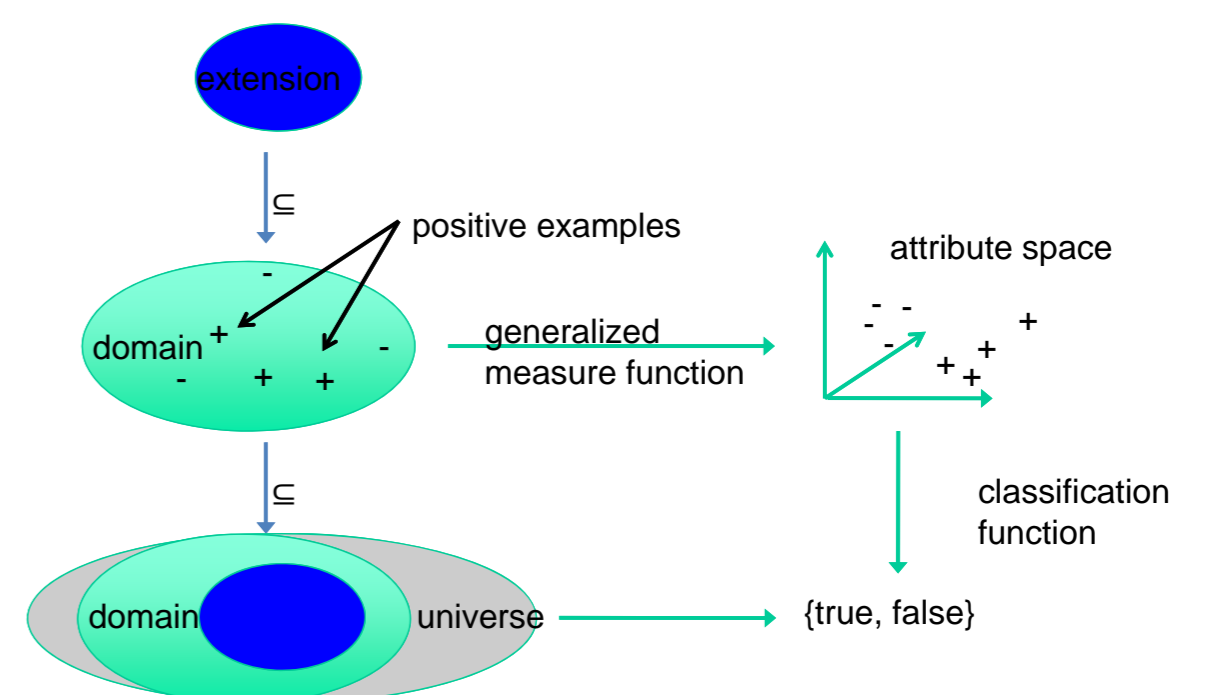 extension
⊆
positive examples
attribute space
-
- -
+
-
+ -
-
+
generalized
domain
-
-
measure function
+
- + +
+
⊆
classification
function
domain
universe
{true, false}